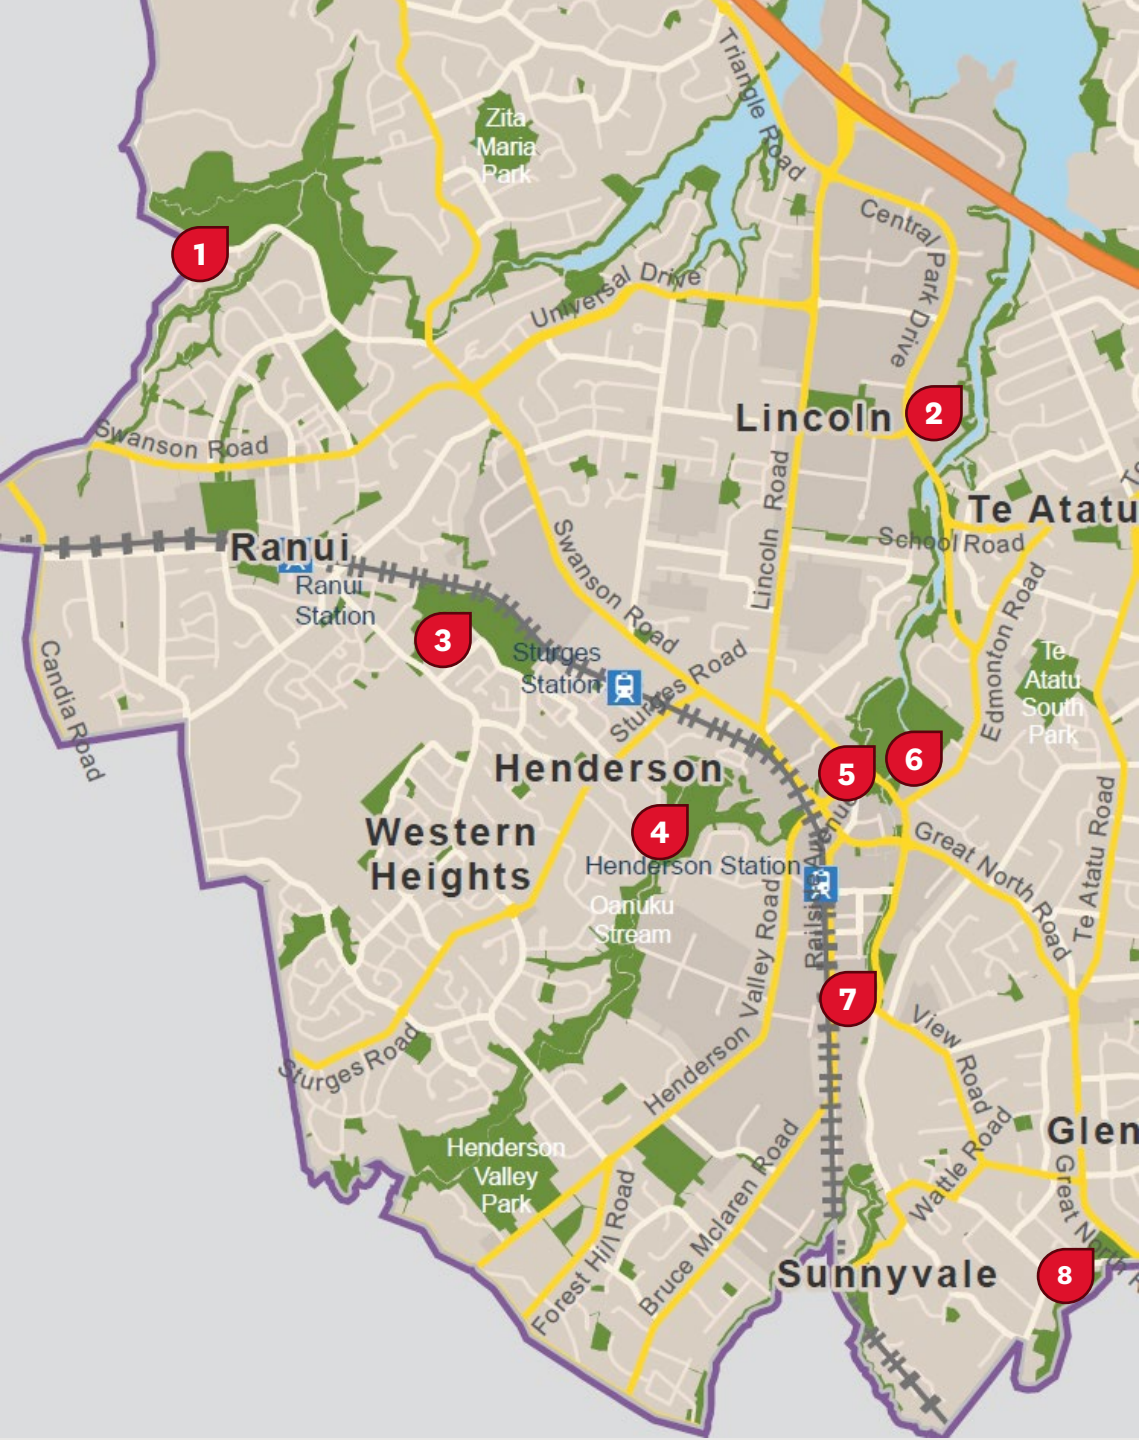 Triangle Road
Zita
Maria
Park
Central Park Drive
1
Universal Drive
Lincoln
2
Swanson Road
Lincoln Road
Te Atatu
Te
School Road
Ranui
Ranui
Station
Swanson Road
3
Sturges
Station
Sturges Road
Edmonton Road
Te
Atatu
South
Park
Candia Road
Henderson
5
6
4
Western
Heights
Henderson Station
Railside Avenue
Great North Road
Te Atatu Road
Oanuku
Stream
Henderson Valley Road
7
View Road
Sturges Road
Henderson
Valley
Park
Glen
Wattle Road
Great North R
Forest Hill Road
Bruce Mclaren Road
Sunnyvale
8